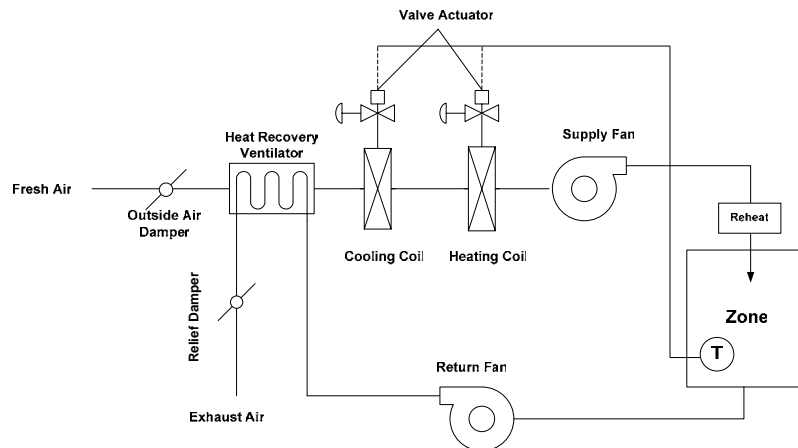 Valve Actuator
Heat Recovery
Ventilator
Supply Fan
Fresh Air
Outside Air
Damper
Reheat
Cooling Coil
Heating Coil
Relief Damper
Zone
T
Return Fan
Exhaust Air